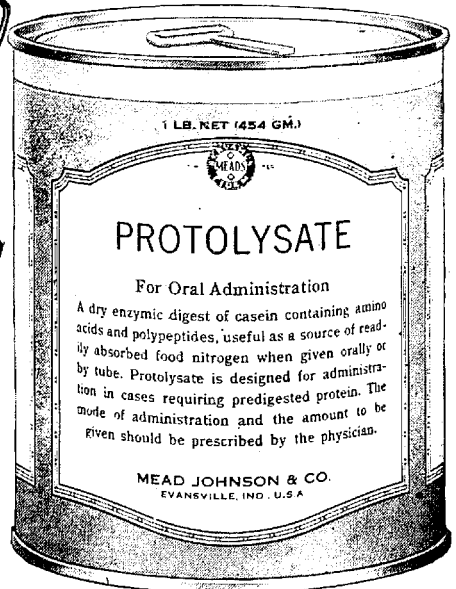 1 LB. NET (454 GM.)
MEADS
PROTOLYSATE
For Oral Administration
A dry enzymic digest of casein containing amino
acids and polypeptides, useful as a source of read-
ily absorbed food nitrogen when given orally or
by tube. Protolysate is designed for administra-
tion in cases requiring predigested protein. The
mode of administration and the amount to be
given should be prescribed by the physician.
MEAD JOHNSON & CO.
EVANSVILLE, IND., U.S.A